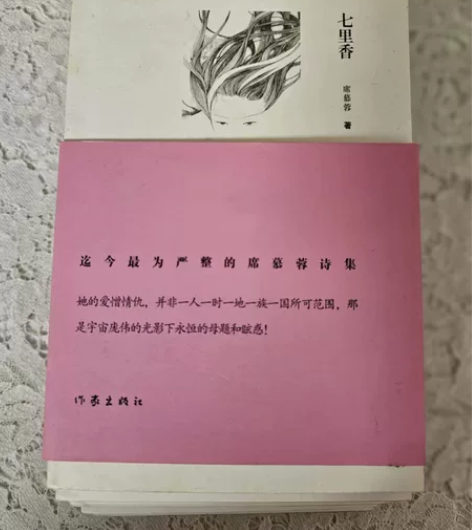 七里香
席慕蓉 著
迄今最为严整的席慕蓉诗集
她的爱憎情仇，并非一人一时一地一族一国所可范围，那
是宇宙庞伟的光影下永恒的母题和眩惑！
作家出版社